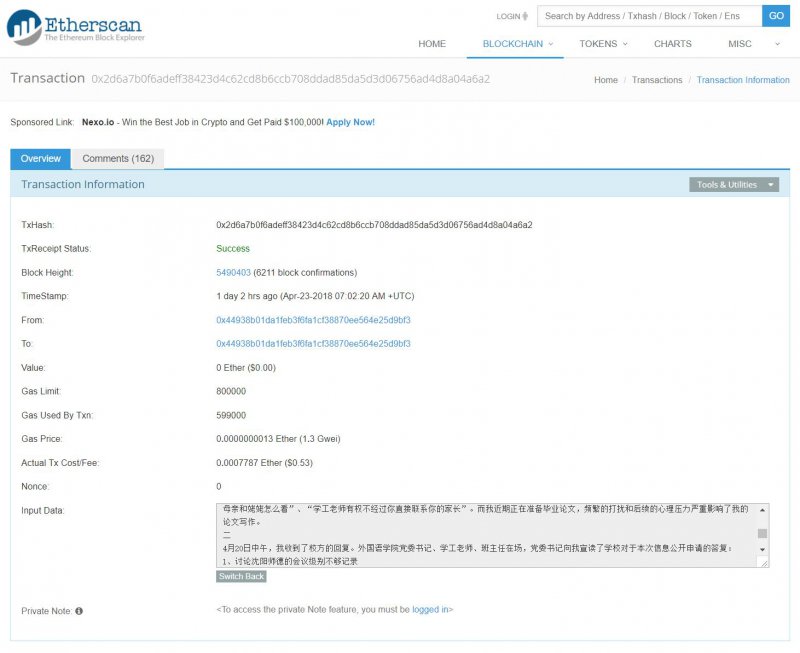 Etherscan
The Ethereum Block Explorer
LOGIN
Search by Address / Txhash / Block / Token / Ens
GO
HOME
BLOCKCHAIN
TOKENS
CHARTS
MISC
Transaction 0x2d6a7b0f6adeff38423d4c62cd8b6ccb708ddad85da5d3d06756ad4d8a04a6a2
Home / Transactions / Transaction Information
Sponsored Link: Nexo.io - Win the Best Job in Crypto and Get Paid $100,000! Apply Now!
Overview
Comments (162)
Transaction Information
Tools & Utilities
TxHash: 0x2d6a7b0f6adeff38423d4c62cd8b6ccb708ddad85da5d3d06756ad4d8a04a6a2
TxReceipt Status: Success
Block Height: 5490403 (6211 block confirmations)
TimeStamp: 1 day 2 hrs ago (Apr-23-2018 07:02:20 AM +UTC)
From: 0x44938b01da1feb3f6fa1cf38870ee564e25d9bf3
To: 0x44938b01da1feb3f6fa1cf38870ee564e25d9bf3
Value: 0 Ether ($0.00)
Gas Limit: 800000
Gas Used By Txn: 599000
Gas Price: 0.0000000013 Ether (1.3 Gwei)
Actual Tx Cost/Fee: 0.0007787 Ether ($0.53)
Nonce: 0
Input Data:
母亲和姥姥怎么看”、“学工老师有权不经过你直接联系你的家长”。而我近期正在准备毕业论文，频繁的打扰和后续的心理压力严重影响了我的
论文写作。
二
4月20日中午，我收到了校方的回复。外国语学院党委书记、学工老师、班主任在场，党委书记向我宣读了学校对于本次信息公开申请的答复：
1、讨论沈阳师德的会议级别不够记录
Switch Back
Private Note: <To access the private Note feature, you must be logged in>